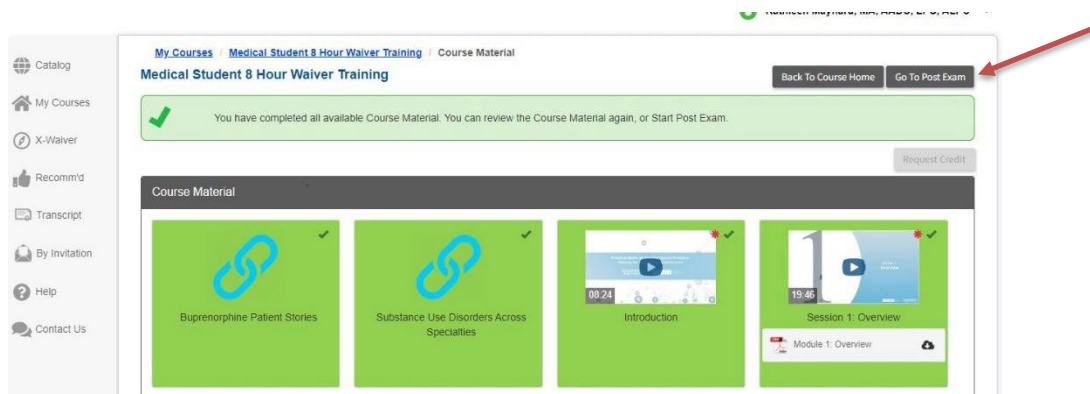 My Courses / Medical Student 8 Hour Waiver Training / Course Material
Medical Student 8 Hour Waiver Training
Back To Course Home
Go To Post Exam
Catalog
My Courses
X-Waiver
Recomm'd
Transcript
By Invitation
Help
Contact Us
You have completed all available Course Material. You can review the Course Material again, or Start Post Exam.
Request Credit
Course Material
Buprenorphine Patient Stories
Substance Use Disorders Across
Specialties
08:24
Introduction
1
19:46
Session 1: Overview
Module 1: Overview